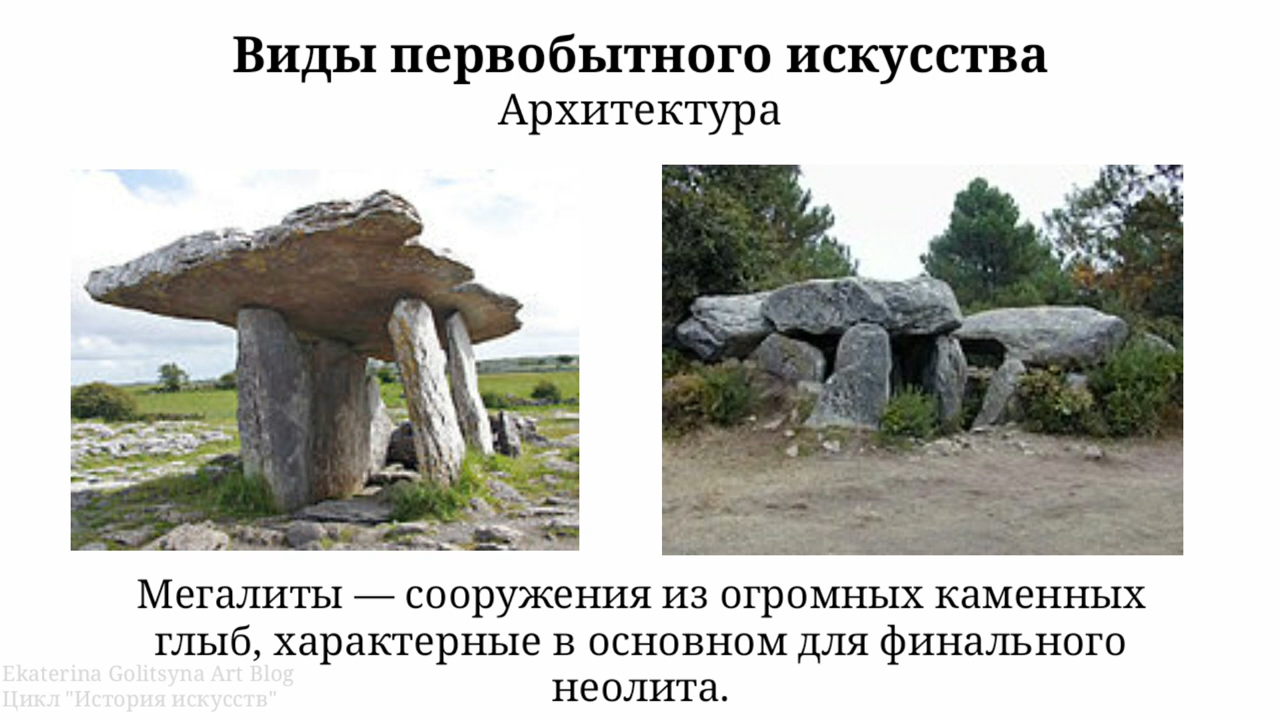 Виды первобытного искусства
Архитектура
Мегалиты — сооружения из огромных каменных
глыб, характерные в основном для финального
неолита.
Ekaterina Golitsyna Art Blog
Цикл "История искусств"